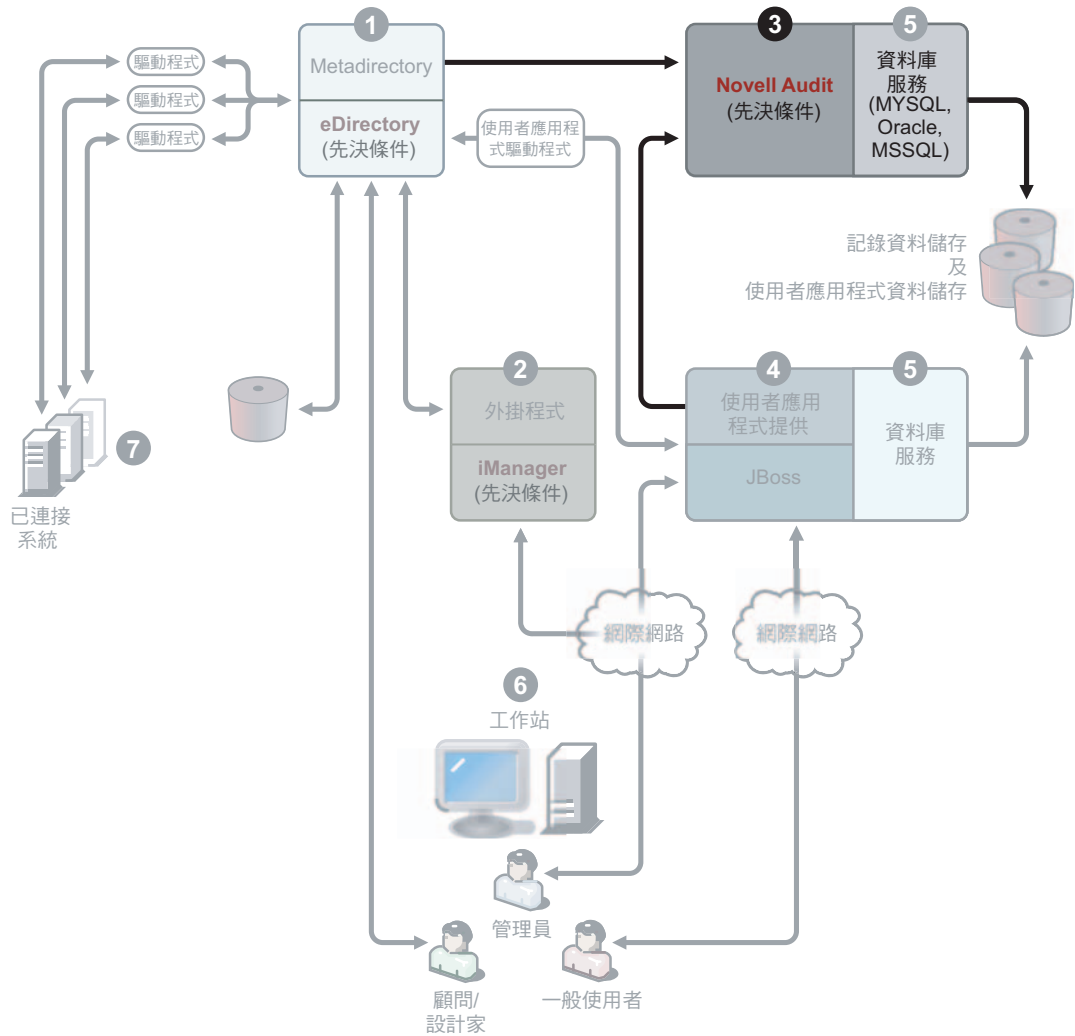 1
3
5
驅動程式
驅動程式
驅動程式
Metadirectory
eDirectory
(先決條件)
使用者應用程
式驅動程式
Novell Audit
(先決條件)
資料庫
服務
(MYSQL,
Oracle,
MSSQL)
記錄資料儲存
及
使用者應用程式資料儲存
2
4
5
外掛程式
iManager
(先決條件)
使用者應用
程式提供
JBoss
資料庫
服務
7
已連接
系統
網際網路
網際網路
6
工作站
管理員
顧問/
設計家
一般使用者